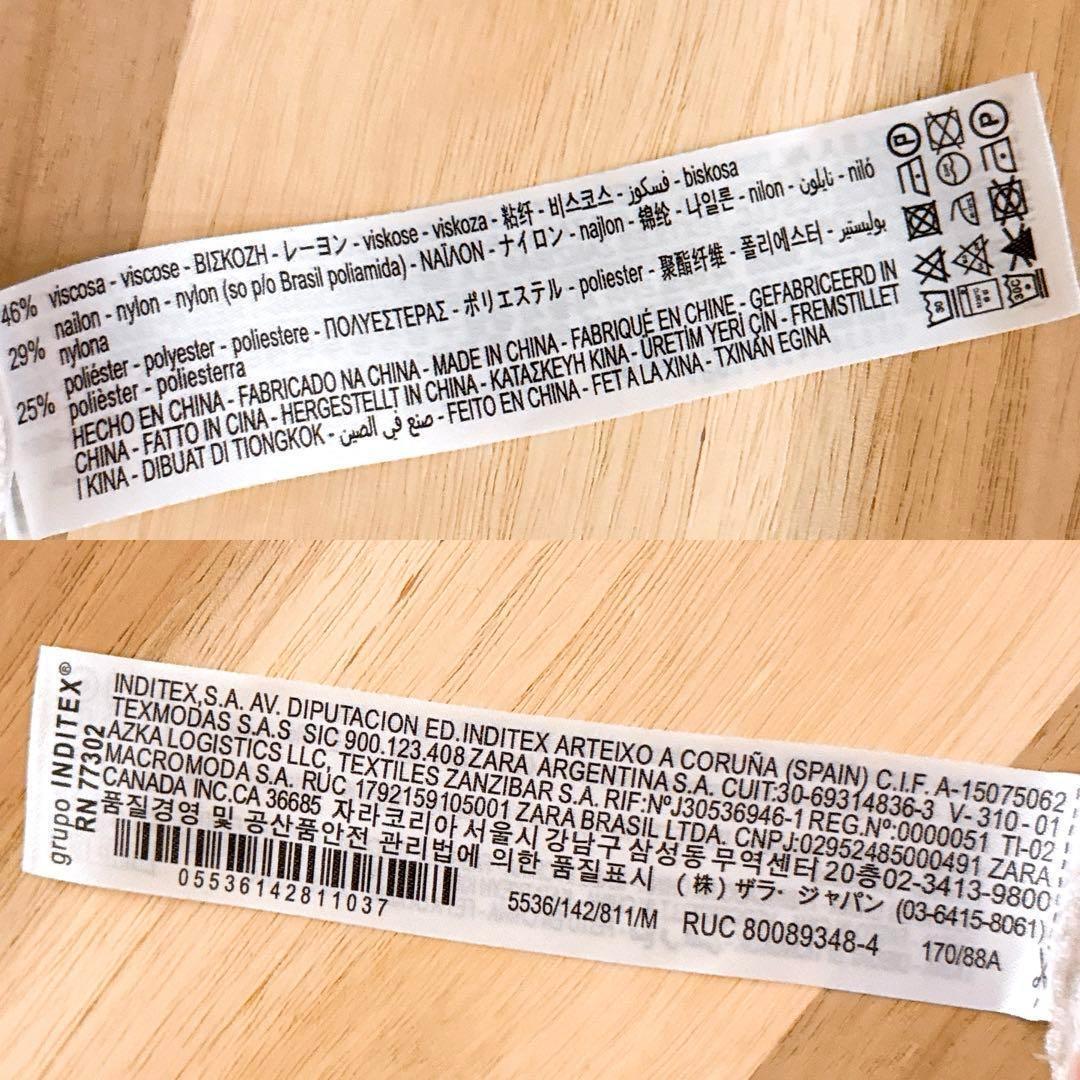 46% viscosa - viscose - ΒΙΣΚΟΖΗ - レーヨン - viskose - viskoza - 粘纤 - 비스코스 - فسكوز - biskosa
29% nailon - nylon - nylon (so p/o Brasil poliamida) - ΝΑΪΛΟΝ - ナイロン - najlon - 锦纶 - 나일론 - nilon - نايلون - niló
nylona
25% poliéster - polyester - poliestere - ΠΟΛΥΕΣΤΕΡΑΣ - ポリエステル - poliester - 聚酯纤维 - 폴리에스터 - بوليستير
polièster - poliesterra
HECHO EN CHINA - FABRICADO NA CHINA - MADE IN CHINA - FABRIQUÉ EN CHINE - GEFABRICEERD IN
CHINA - FATTO IN CINA - HERGESTELLT IN CHINA - ΚΑΤΑΣΚΕΥΗ ΚΙΝΑ - ÜRETİM YERİ ÇİN - FREMSTILLET
I KINA - DIBUAT DI TIONGKOK - صنع في الصين - FEITO EN CHINA - FET A LA XINA - TXINAN EGINA
grupo INDITEX®
RN 77302
INDITEX,S.A. AV. DIPUTACION ED.INDITEX ARTEIXO A CORUÑA (SPAIN) C.I.F. A-15075062
TEXMODAS S.A.S SIC 900.123.408 ZARA ARGENTINA S.A. CUIT:30-69314836-3 V-310-01
AZKA LOGISTICS LLC, TEXTILES ZANZIBAR S.A. RIF:NºJ30536946-1 REG.Nº:0000051 TI-02
MACROMODA S.A. RUC 1792159105001 ZARA BRASIL LTDA. CNPJ:02952485000491 ZARA
CANADA INC.CA 36685 자라코리아 서울시 강남구 삼성동 무역센터 20층02-3413-9800
품질경영 및 공산품안전 관리법에 의한 품질표시 (株) ザラ・ジャパン (03-6415-8061)
05536142811037
5536/142/811/M RUC 80089348-4 170/88A